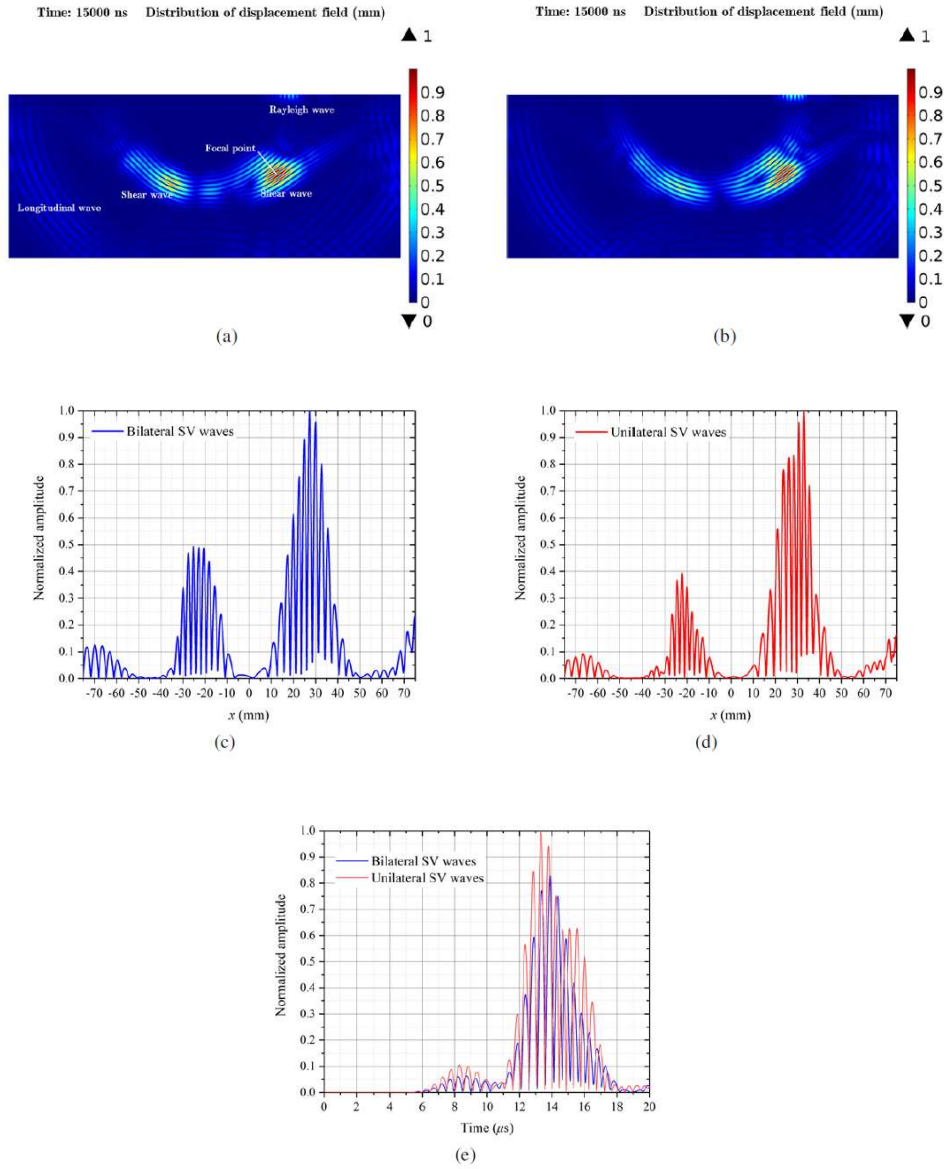 Time: 15000 ns Distribution of displacement field (mm)
1
0.9
0.8
0.7
0.6
0.5
0.4
0.3
0.2
0.1
0
0
Rayleigh wave
Focal point
Shear wave
Shear wave
Longitudinal wave
(a)
Time: 15000 ns Distribution of displacement field (mm)
1
0.9
0.8
0.7
0.6
0.5
0.4
0.3
0.2
0.1
0
0
(b)
Bilateral SV waves
Normalized amplitude
1.0
0.9
0.8
0.7
0.6
0.5
0.4
0.3
0.2
0.1
0.0
-70 -60 -50 -40 -30 -20 -10 0 10 20 30 40 50 60 70
x (mm)
(c)
Unilateral SV waves
Normalized amplitude
1.0
0.9
0.8
0.7
0.6
0.5
0.4
0.3
0.2
0.1
0.0
-70 -60 -50 -40 -30 -20 -10 0 10 20 30 40 50 60 70
x (mm)
(d)
Bilateral SV waves
Unilateral SV waves
Normalized amplitude
1.0
0.9
0.8
0.7
0.6
0.5
0.4
0.3
0.2
0.1
0.0
0 2 4 6 8 10 12 14 16 18 20
Time (μs)
(e)